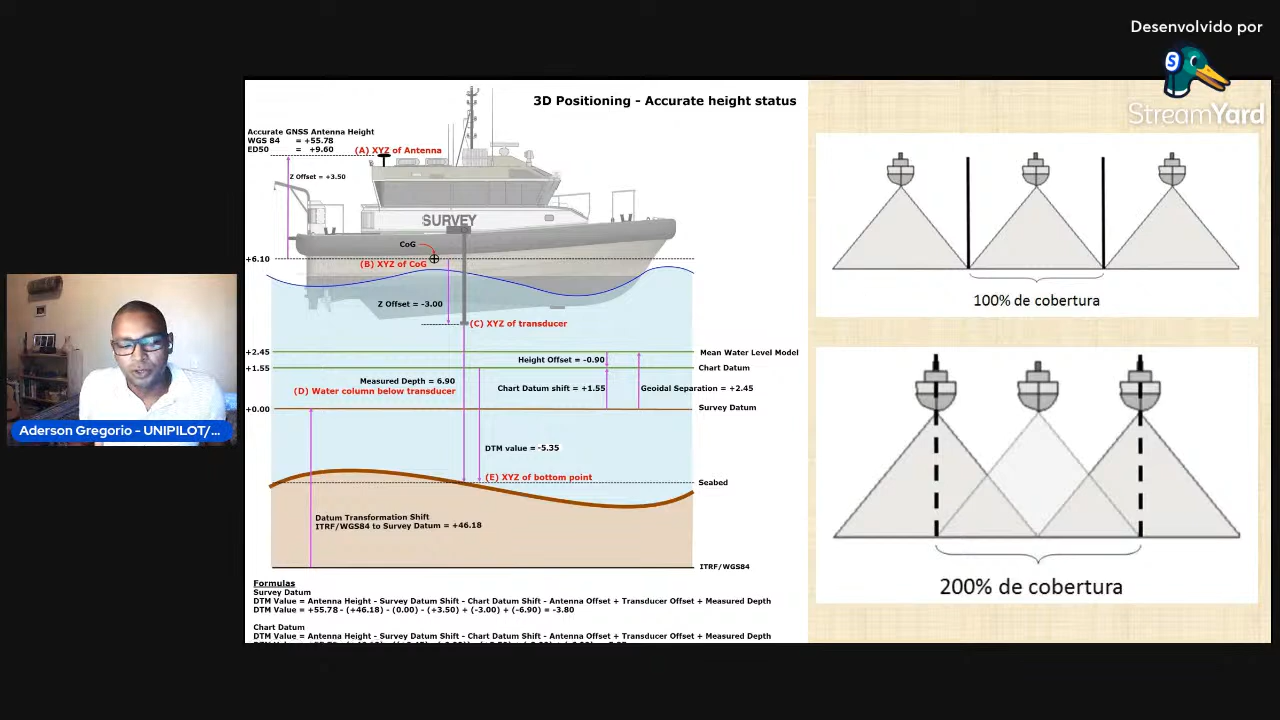 Desenvolvido por
StreamYard
3D Positioning - Accurate height status
Accurate GNSS Antenna Height
WGS 84 = +55.78
ED50 = +9.60
(A) XYZ of Antenna
Z Offset = +3.50
SURVEY
CoG
+6.10
(B) XYZ of CoG
Z Offset = -3.00
(C) XYZ of transducer
+2.45
Mean Water Level Model
Height Offset = -0.90
+1.55
Chart Datum
Measured Depth = 6.90
(D) Water column below transducer
Chart Datum shift = +1.55
Geoidal Separation = +2.45
+0.00
Survey Datum
DTM value = -5.35
(E) XYZ of bottom point
Seabed
Datum Transformation Shift
ITRF/WGS84 to Survey Datum = +46.18
ITRF/WGS84
Formulas
Survey Datum
DTM Value = Antenna Height - Survey Datum Shift - Chart Datum Shift - Antenna Offset + Transducer Offset + Measured Depth
DTM Value = +55.78 - (+46.18) - (0.00) - (+3.50) + (-3.00) + (-6.90) = -3.80
Chart Datum
DTM Value = Antenna Height - Survey Datum Shift - Chart Datum Shift - Antenna Offset + Transducer Offset + Measured Depth
100% de cobertura
200% de cobertura
Aderson Gregorio - UNIPILOT/...